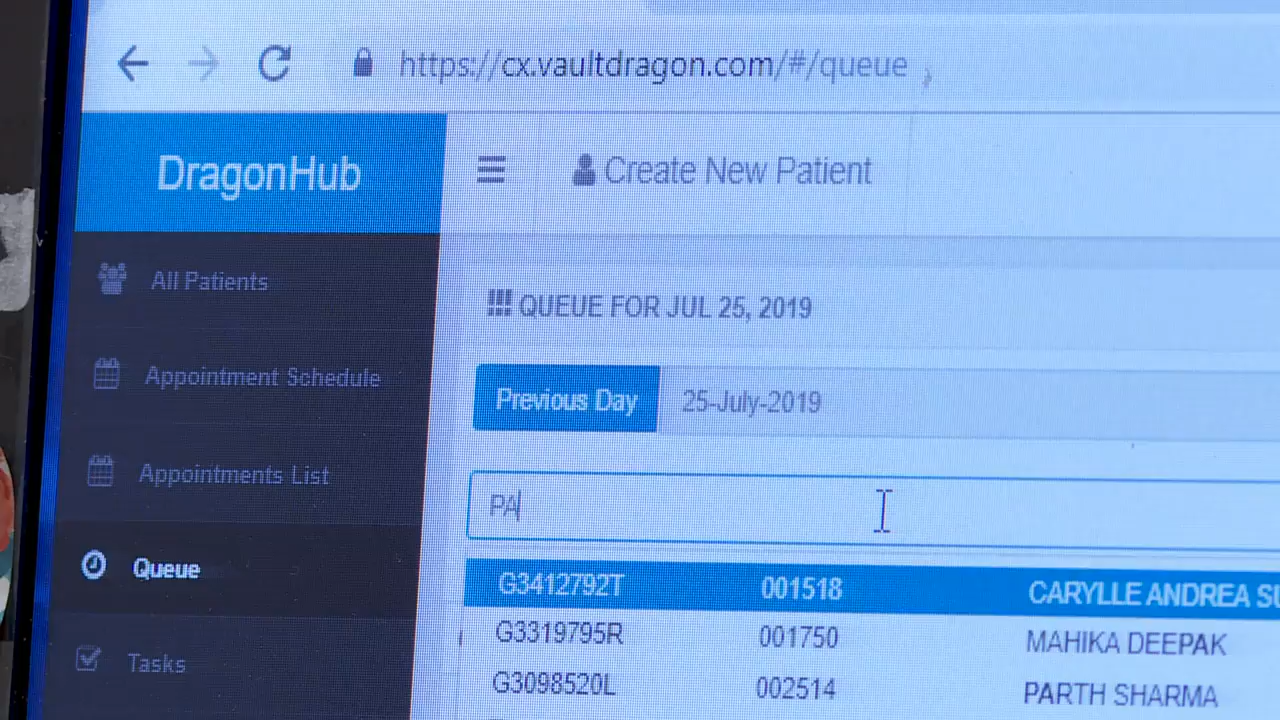 https://cx.vaultdragon.com/#/queue
DragonHub
Create New Patient
All Patients
QUEUE FOR JUL 25, 2019
Appointment Schedule
Previous Day 25-July-2019
Appointments List
PA
Queue
G3412792T 001518 CARYLLE ANDREA
G3319795R 001750 MAHIKA DEEPAK
Tasks
G3098520L 002514 PARTH SHARMA